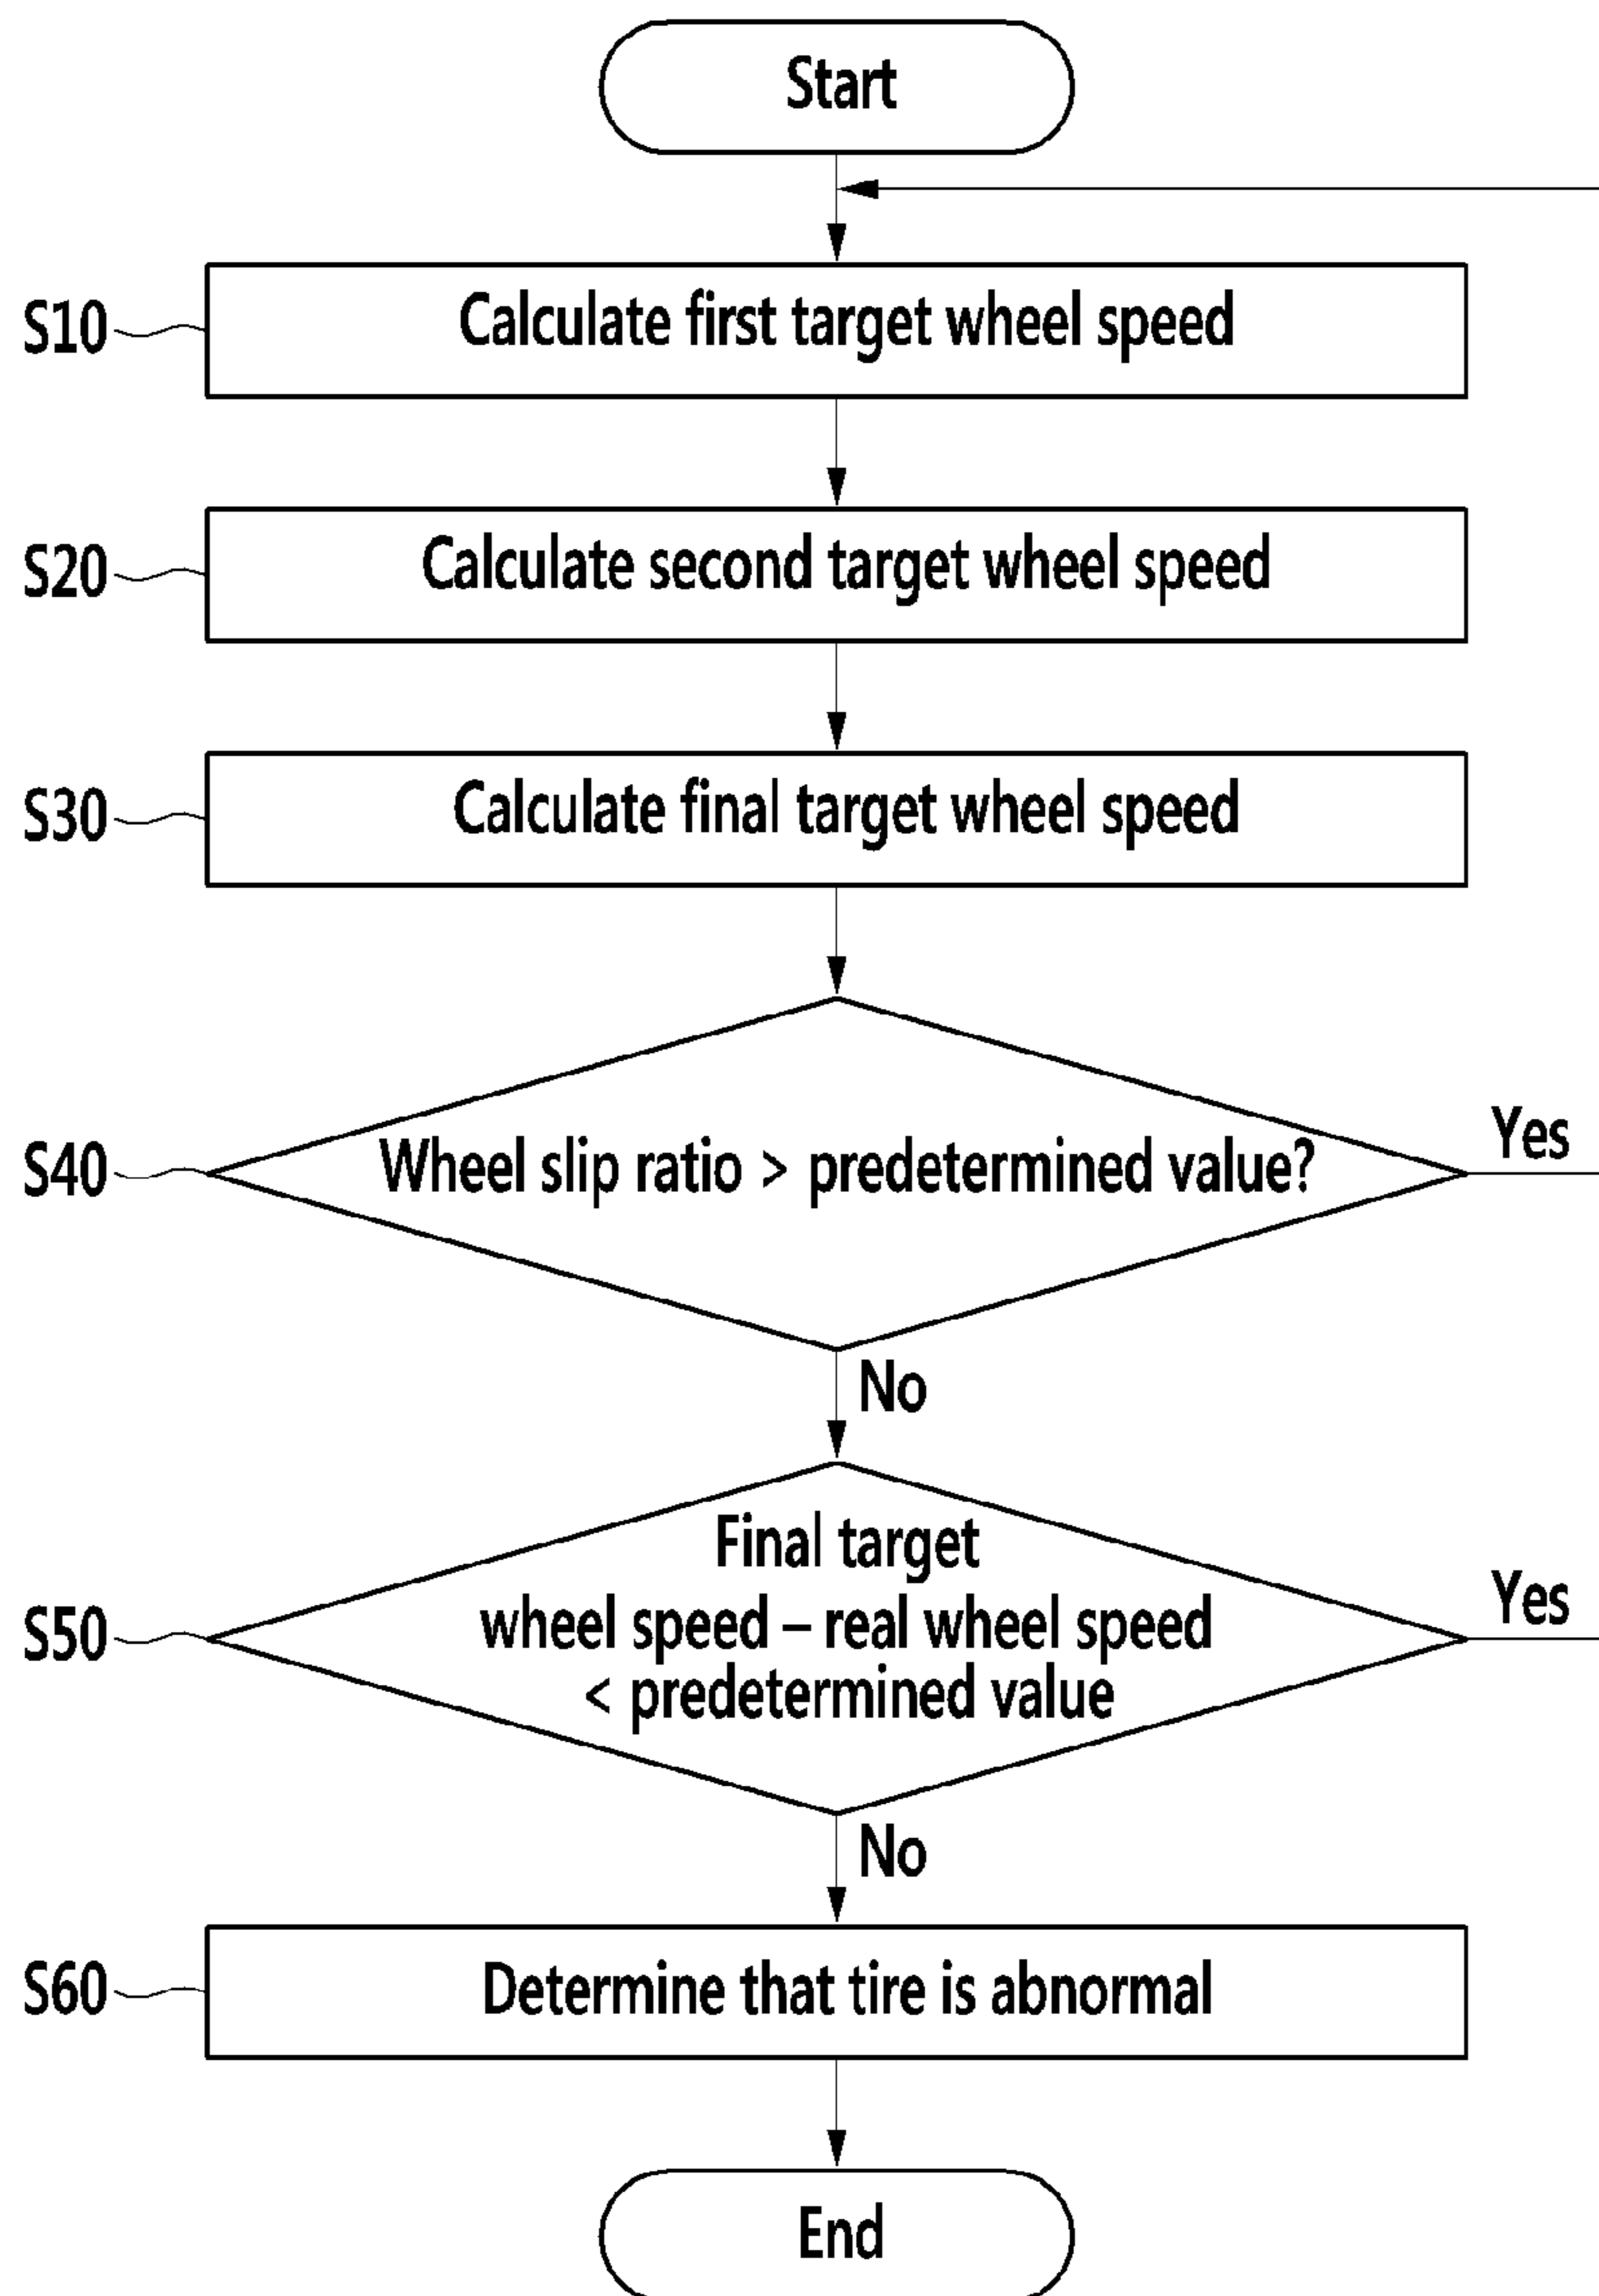 Start
S10
Calculate first target wheel speed
S20
Calculate second target wheel speed
S30
Calculate final target wheel speed
S40
Wheel slip ratio > predetermined value?
Yes
No
S50
Final target
wheel speed – real wheel speed
< predetermined value
Yes
No
S60
Determine that tire is abnormal
End